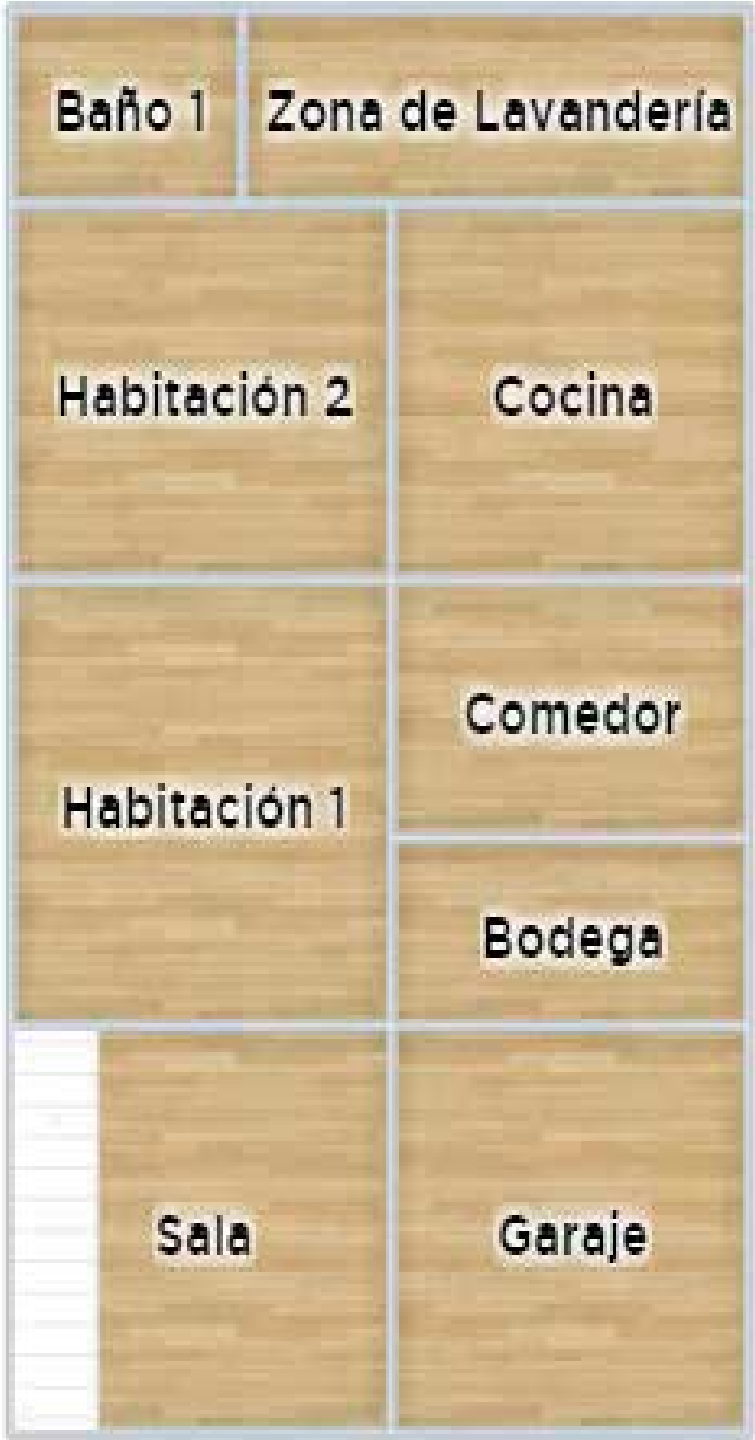 Baño 1
Zona de Lavandería
Habitación 2
Cocina
Comedor
Habitación 1
Bodega
Sala
Garaje